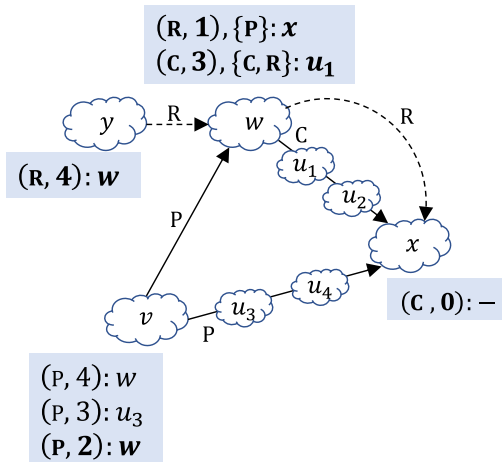 (R, 1), {P}: x
(C, 3), {C, R}: u₁
y
R
w
C
R
(R, 4): w
u₁
u₂
P
x
v
P
u₃
u₄
(C , 0): –
(P, 4): w
(P, 3): u₃
(P, 2): w